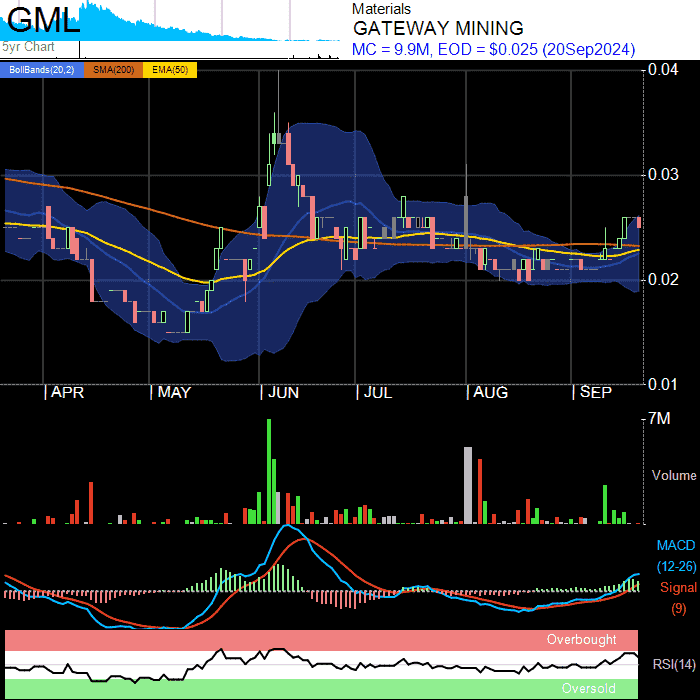 GML
5yr Chart
Materials
GATEWAY MINING
MC = 9.9M, EOD = $0.025 (20Sep2024)
BollBands(20,2) SMA(200) EMA(50)
0.04
0.03
0.02
0.01
APR MAY JUN JUL AUG SEP
7M
Volume
MACD
(12-26)
Signal
(9)
Overbought
RSI(14)
Oversold